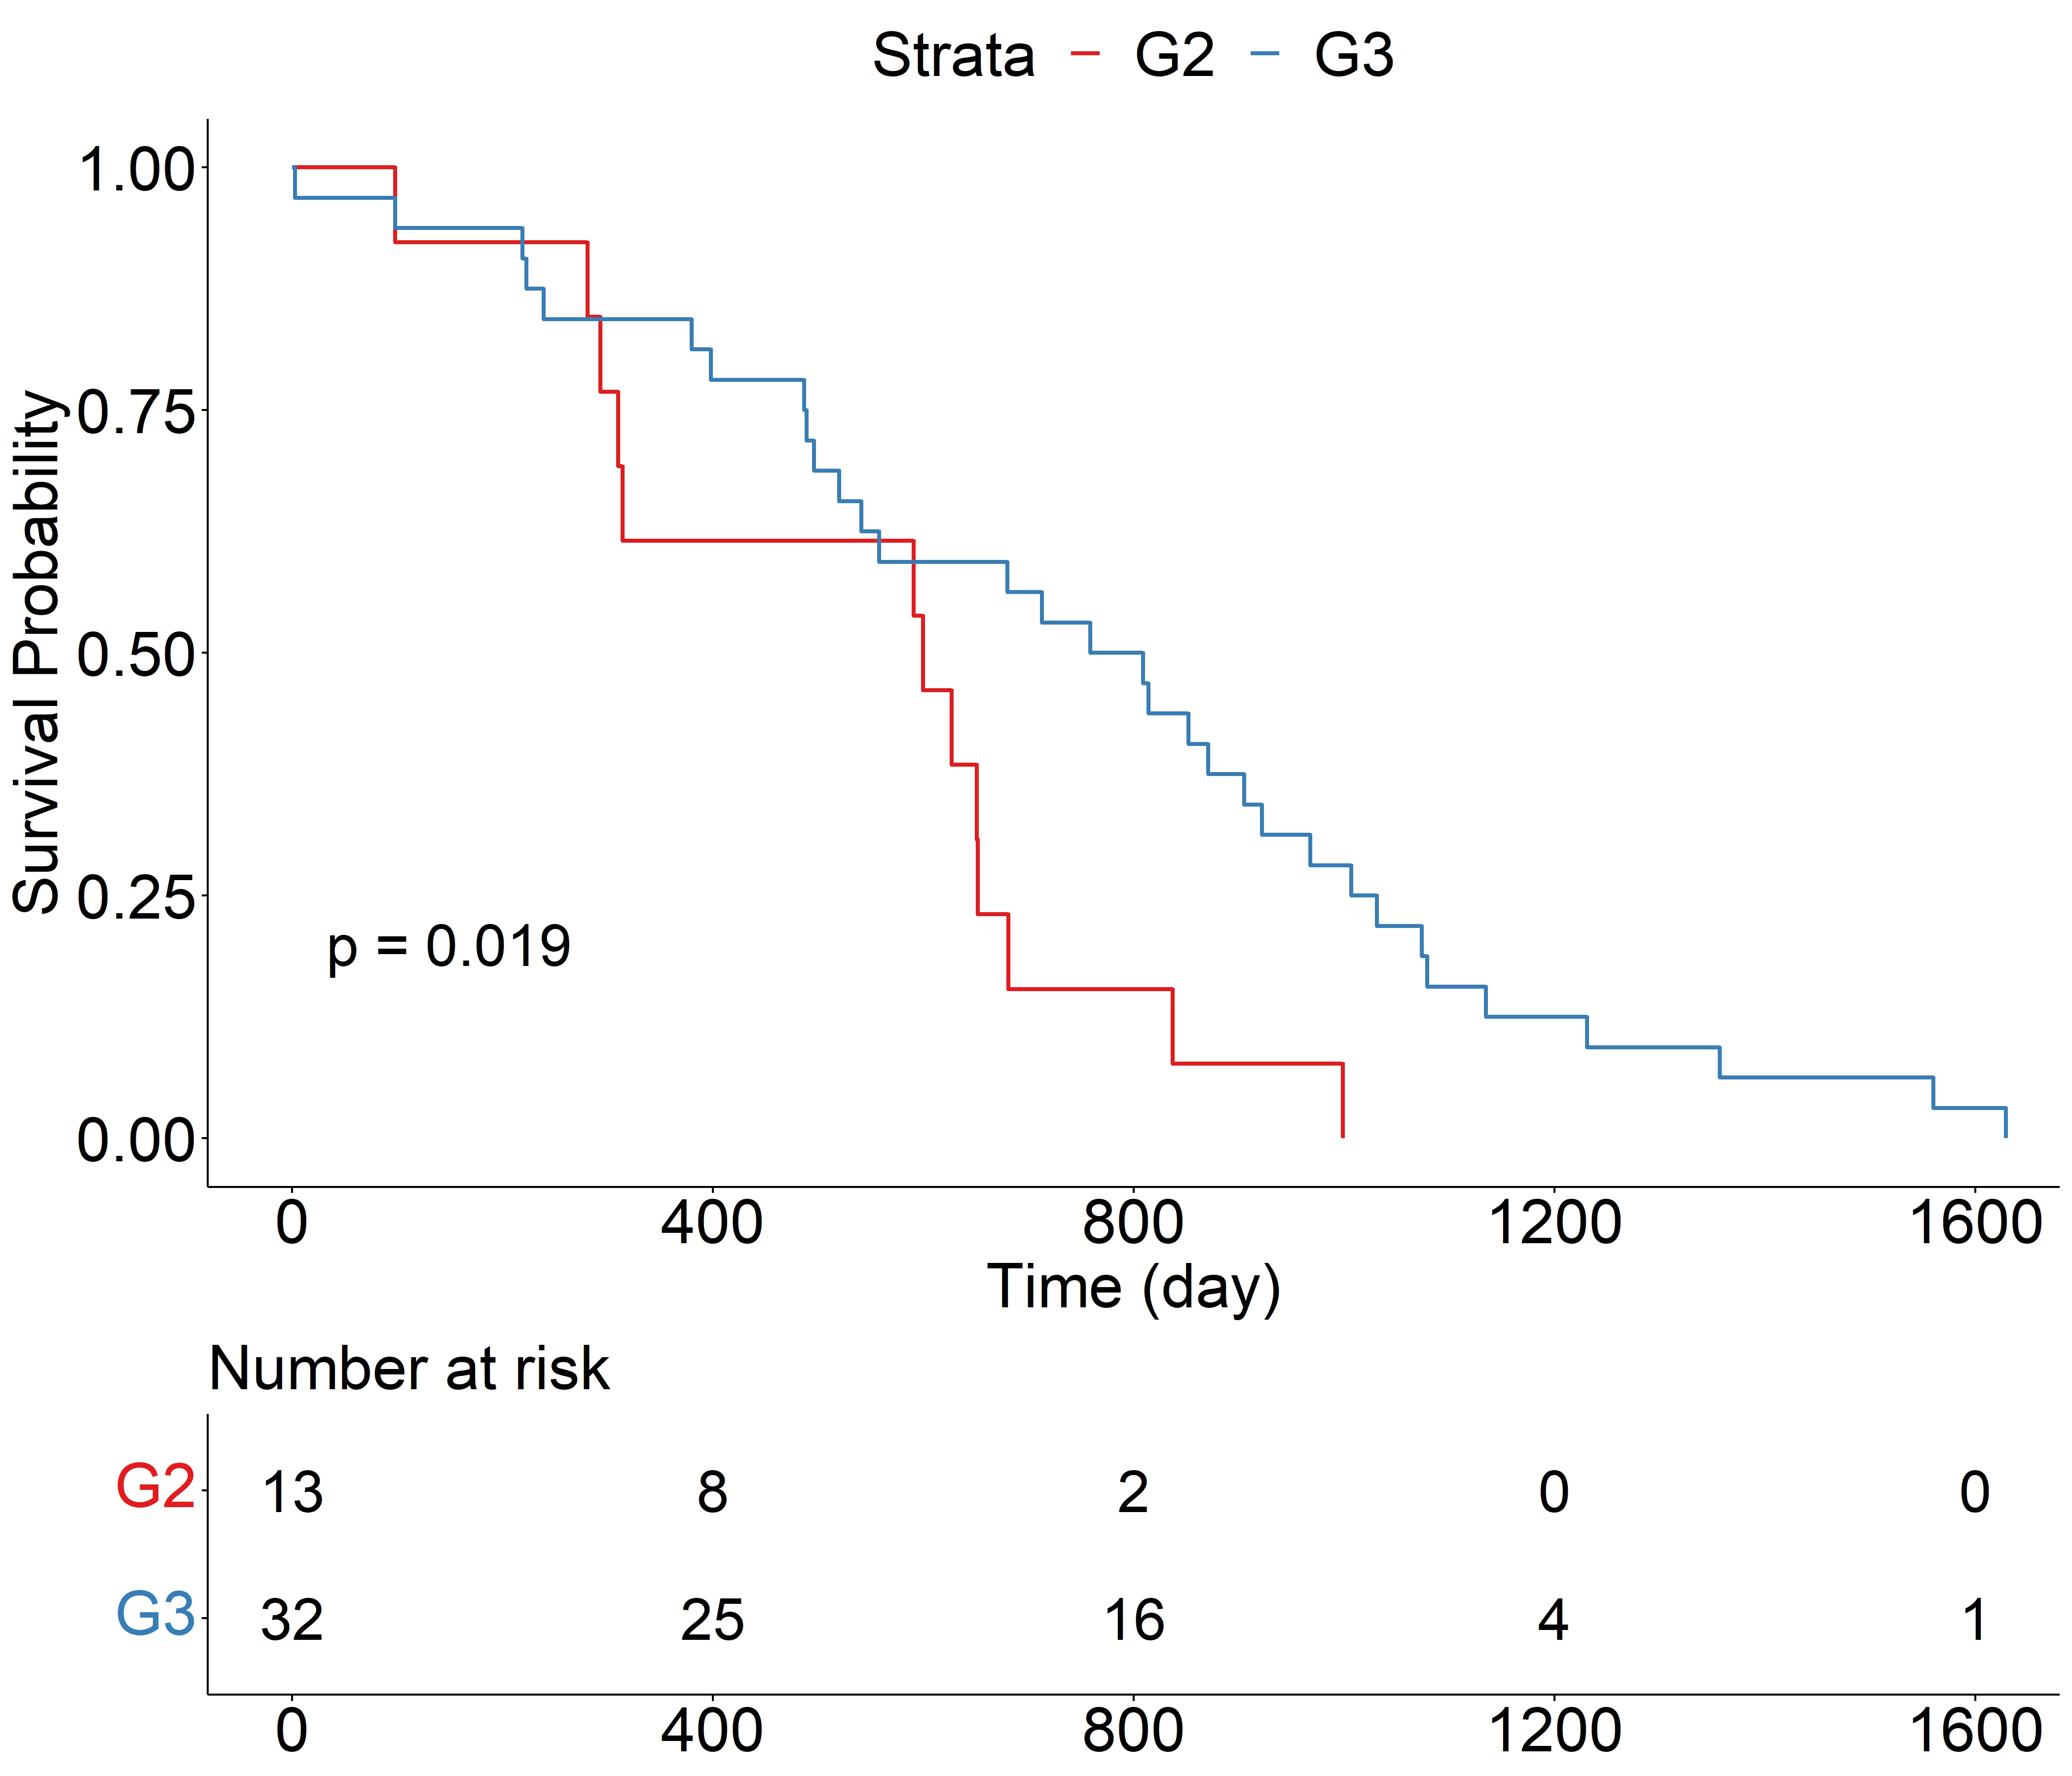 Strata G2 G3
1.00
0.75
0.50
0.25
0.00
Survival Probability
p = 0.019
0 400 800 1200 1600
Time (day)
Number at risk
G2 13 8 2 0 0
G3 32 25 16 4 1
0 400 800 1200 1600